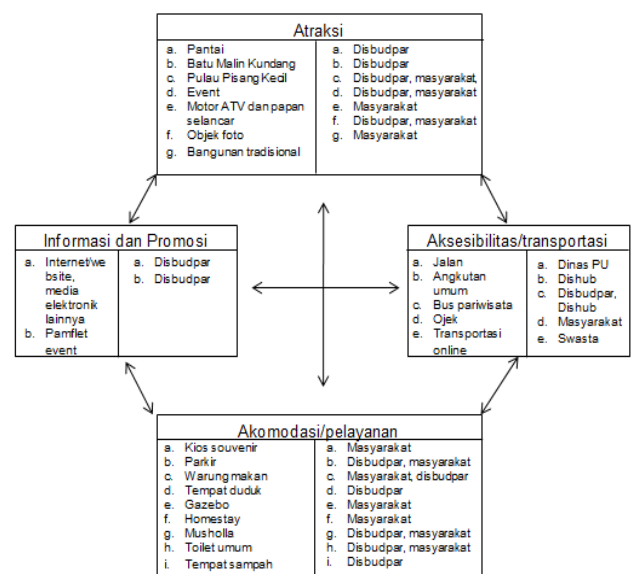 Atraksi
a. Pantai
b. Batu Malin Kundang
c. Pulau Pisang Kecil
d. Event
e. Motor ATV dan papan
selancar
f. Objek foto
g. Bangunan tradisional
a. Disbudpar
b. Disbudpar
c. Disbudpar, masyarakat,
d. Disbudpar, masyarakat
e. Masyarakat
f. Disbudpar, masyarakat
g. Masyarakat
Informasi dan Promosi
a. Internet/we
bsite,
media
elektronik
lainnya
b. Pamflet
event
a. Disbudpar
b. Disbudpar
Aksesibilitas/transportasi
a. Jalan
b. Angkutan
umum
c. Bus pariwisata
d. Ojek
e. Transportasi
online
a. Dinas PU
b. Dishub
c. Disbudpar,
Dishub
d. Masyarakat
e. Swasta
Akomodasi/pelayanan
a. Kios souvenir
b. Parkir
c. Warung makan
d. Tempat duduk
e. Gazebo
f. Homestay
g. Musholla
h. Toilet umum
i. Tempat sampah
a. Masyarakat
b. Disbudpar, masyarakat
c. Masyarakat, disbudpar
d. Disbudpar
e. Masyarakat
f. Masyarakat
g. Disbudpar, masyarakat
h. Disbudpar, masyarakat
i. Disbudpar